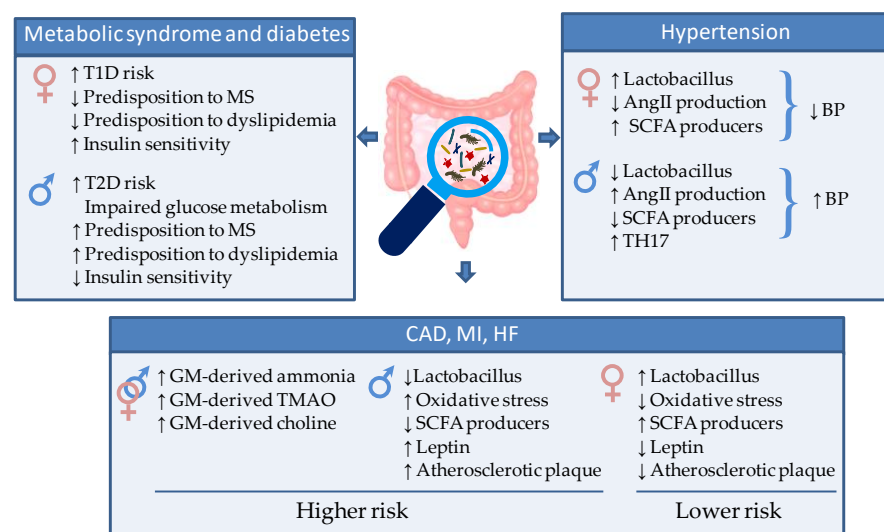 Metabolic syndrome and diabetes
↑ T1D risk
↓ Predisposition to MS
↓ Predisposition to dyslipidemia
↑ Insulin sensitivity
↑ T2D risk
Impaired glucose metabolism
↑ Predisposition to MS
↑ Predisposition to dyslipidemia
↓ Insulin sensitivity
Hypertension
↑ Lactobacillus
↓ AngII production
↑ SCFA producers
↓ BP
↓ Lactobacillus
↑ AngII production
↓ SCFA producers
↑ TH17
↑ BP
CAD, MI, HF
↑ GM-derived ammonia
↑ GM-derived TMAO
↑ GM-derived choline
↓ Lactobacillus
↑ Oxidative stress
↓ SCFA producers
↑ Leptin
↑ Atherosclerotic plaque
Higher risk
↑ Lactobacillus
↓ Oxidative stress
↑ SCFA producers
↓ Leptin
↓ Atherosclerotic plaque
Lower risk